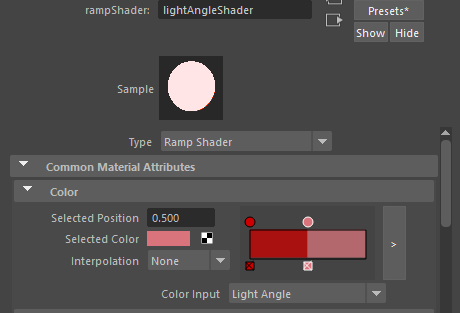 rampShader: lightAngleShader
Presets*
Show Hide
Sample
Type Ramp Shader
Common Material Attributes
Color
Selected Position 0.500
Selected Color
Interpolation None
>
Color Input Light Angle